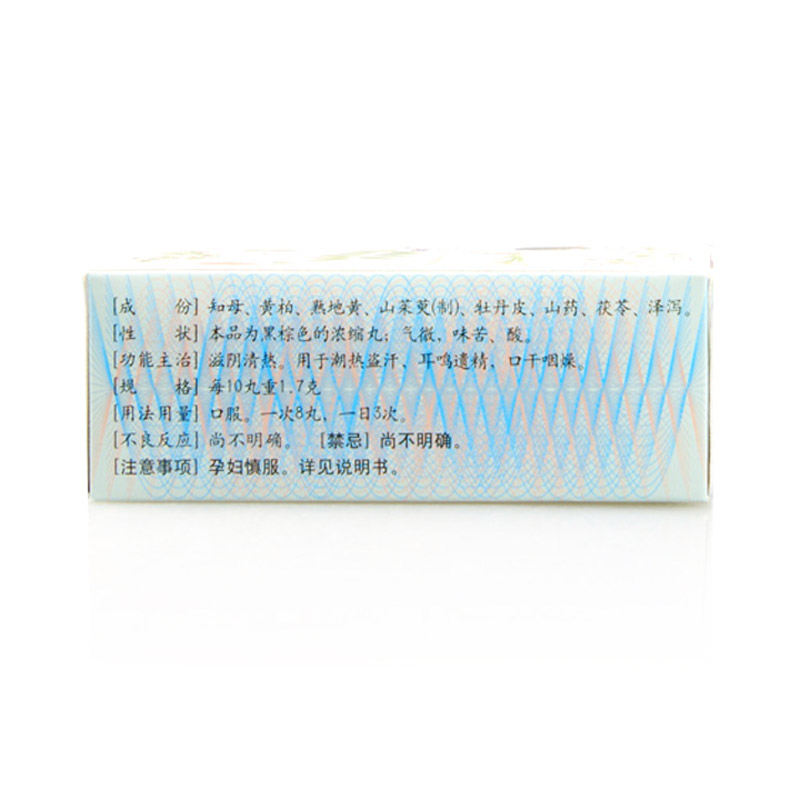 [成　份] 知母、黄柏、熟地黄、山茱萸(制)、牡丹皮、山药、茯苓、泽泻。
[性　状] 本品为黑棕色的浓缩丸；气微，味苦、酸。
[功能主治] 滋阴清热。用于潮热盗汗、耳鸣遗精，口干咽燥。
[规　格] 每10丸重1.7克
[用法用量] 口服。一次8丸，一日3次。
[不良反应] 尚不明确。 [禁忌] 尚不明确。
[注意事项] 孕妇慎服。详见说明书。